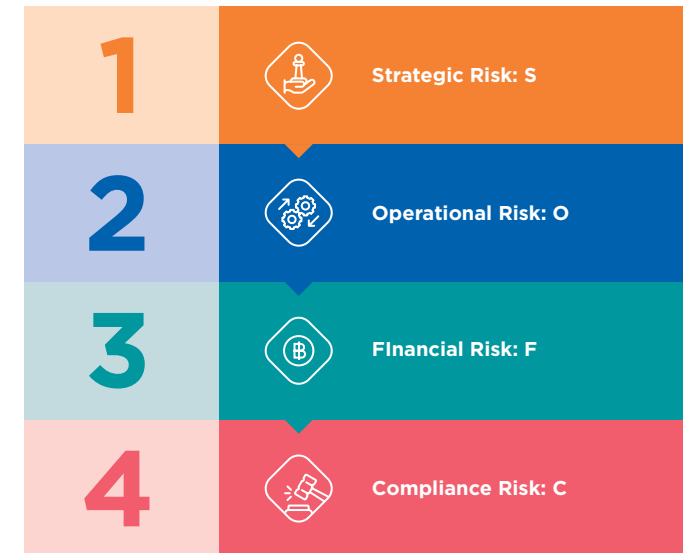 1
Strategic Risk: S
2
Operational Risk: O
3
FInancial Risk: F
4
Compliance Risk: C